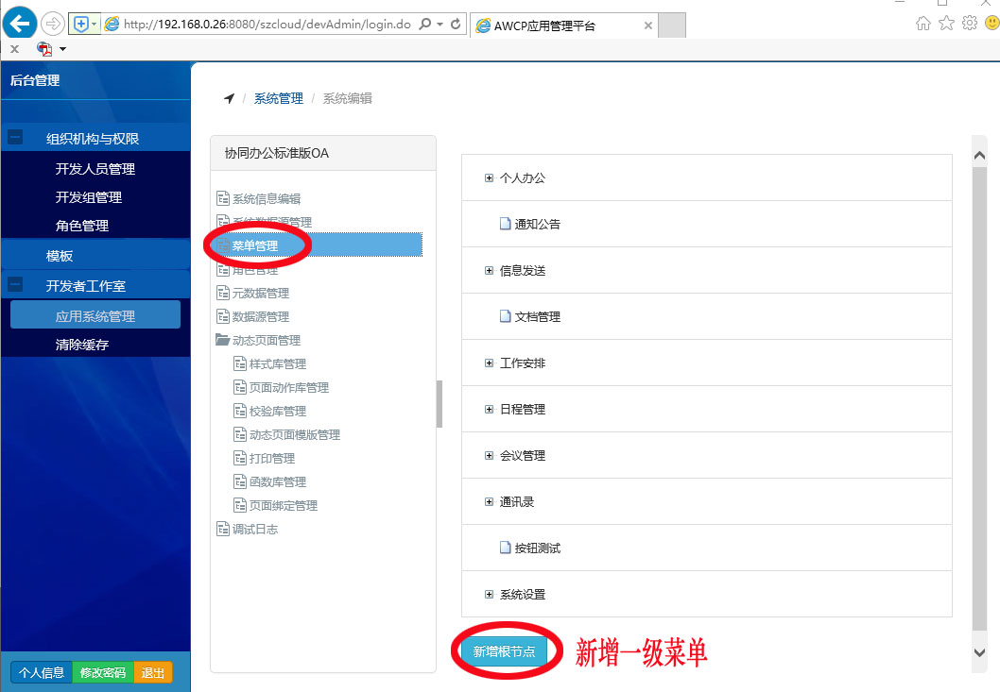 http://192.168.0.26:8080/szcloud/devAdmin/login.do
AWCP应用管理平台
后台管理
组织机构与权限
开发人员管理
开发组管理
角色管理
模板
开发者工作室
应用系统管理
清除缓存
个人信息 修改密码 退出
/ 系统管理 / 系统编辑
协同办公标准版OA
系统信息编辑
系统数据源管理
菜单管理
角色管理
元数据管理
数据源管理
动态页面管理
样式库管理
页面动作库管理
校验库管理
动态页面模版管理
打印管理
函数库管理
页面绑定管理
调试日志
个人办公
通知公告
信息发送
文档管理
工作安排
日程管理
会议管理
通讯录
按钮测试
系统设置
新增根节点
新增一级菜单